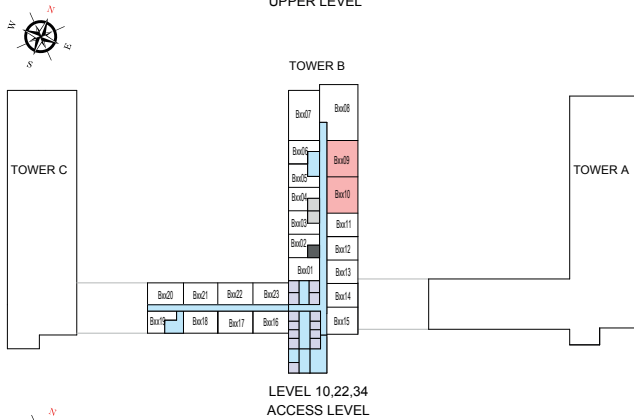 UPPER LEVEL
N
W
E
S
TOWER B
Bxx07
Bxx08
TOWER C
TOWER A
Bxx06
Bxx09
Bxx05
Bxx04
Bxx10
Bxx03
Bxx11
Bxx02
Bxx12
Bxx01
Bxx13
Bxx20
Bxx21
Bxx22
Bxx23
Bxx14
Bxx19
Bxx18
Bxx17
Bxx16
Bxx15
LEVEL 10,22,34
ACCESS LEVEL
N